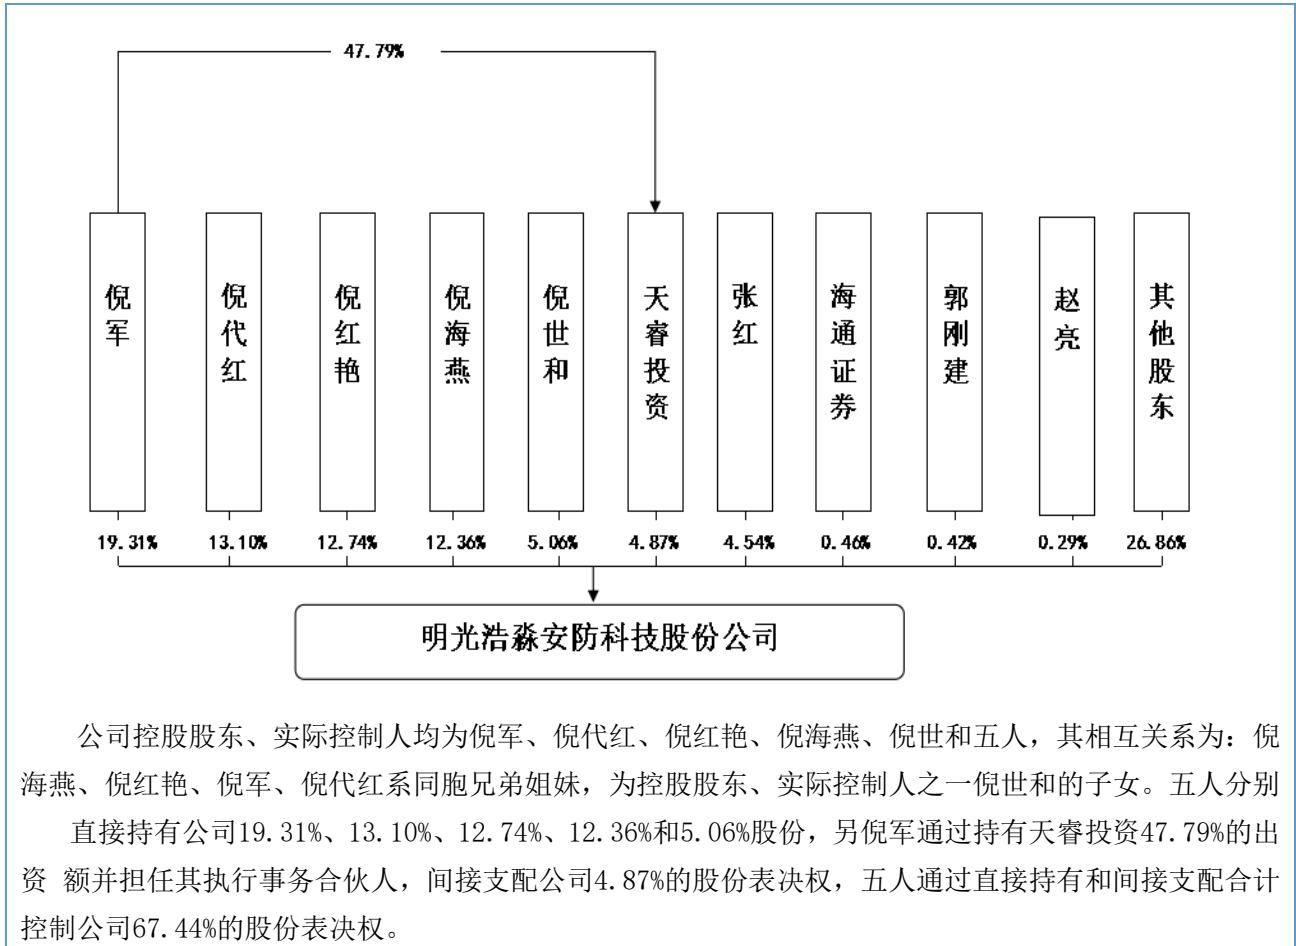 47.79%
倪军
倪代红
倪红艳
倪海燕
倪世和
天睿投资
张红
海通证券
郭刚建
赵亮
其他股东
19.31% 13.10% 12.74% 12.36% 5.06% 4.87% 4.54% 0.46% 0.42% 0.29% 26.86%
明光浩淼安防科技股份公司
公司控股股东、实际控制人均为倪军、倪代红、倪红艳、倪海燕、倪世和五人，其相互关系为：倪
海燕、倪红艳、倪军、倪代红系同胞兄弟姐妹，为控股股东、实际控制人之一倪世和的子女。五人分别
直接持有公司19.31%、13.10%、12.74%、12.36%和5.06%股份，另倪军通过持有天睿投资47.79%的出
资 额并担任其执行事务合伙人，间接支配公司4.87%的股份表决权，五人通过直接持有和间接支配合计
控制公司67.44%的股份表决权。